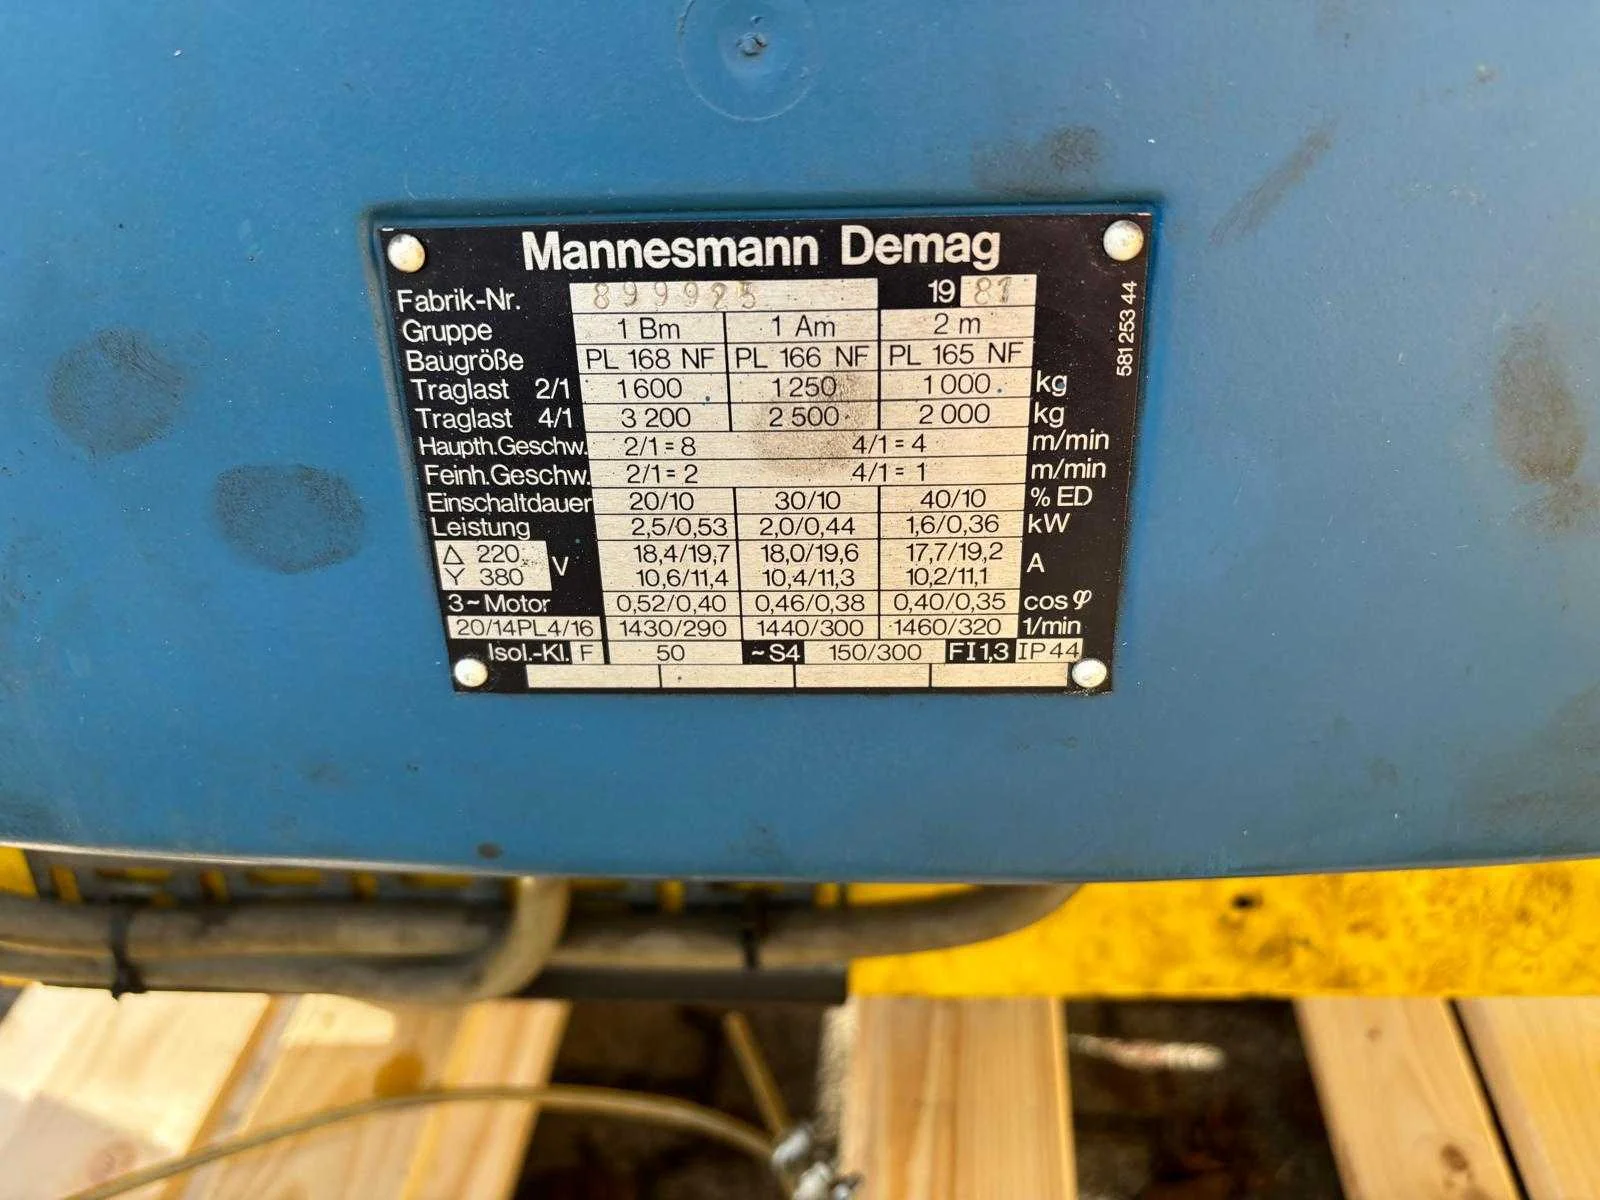 Mannesmann Demag
Fabrik-Nr. 899925 19 81
Gruppe 1 Bm 1 Am 2 m
Baugröße PL 168 NF PL 166 NF PL 165 NF
Traglast 2/1 1600 1250 1000 kg
Traglast 4/1 3200 2500 2000 kg
Haupth.Geschw. 2/1=8 4/1=4 m/min
Feinh.Geschw. 2/1=2 4/1=1 m/min
Einschaltdauer 20/10 30/10 40/10 % ED
Leistung 2,5/0,53 2,0/0,44 1,6/0,36 kW
△ 220 V 18,4/19,7 18,0/19,6 17,7/19,2 A
Y 380 10,6/11,4 10,4/11,3 10,2/11,1
3~Motor 0,52/0,40 0,46/0,38 0,40/0,35 cos φ
20/14PL4/16 1430/290 1440/300 1460/320 1/min
Isol.-Kl. F 50 ~S4 150/300 FI1,3 IP44
581 253 44